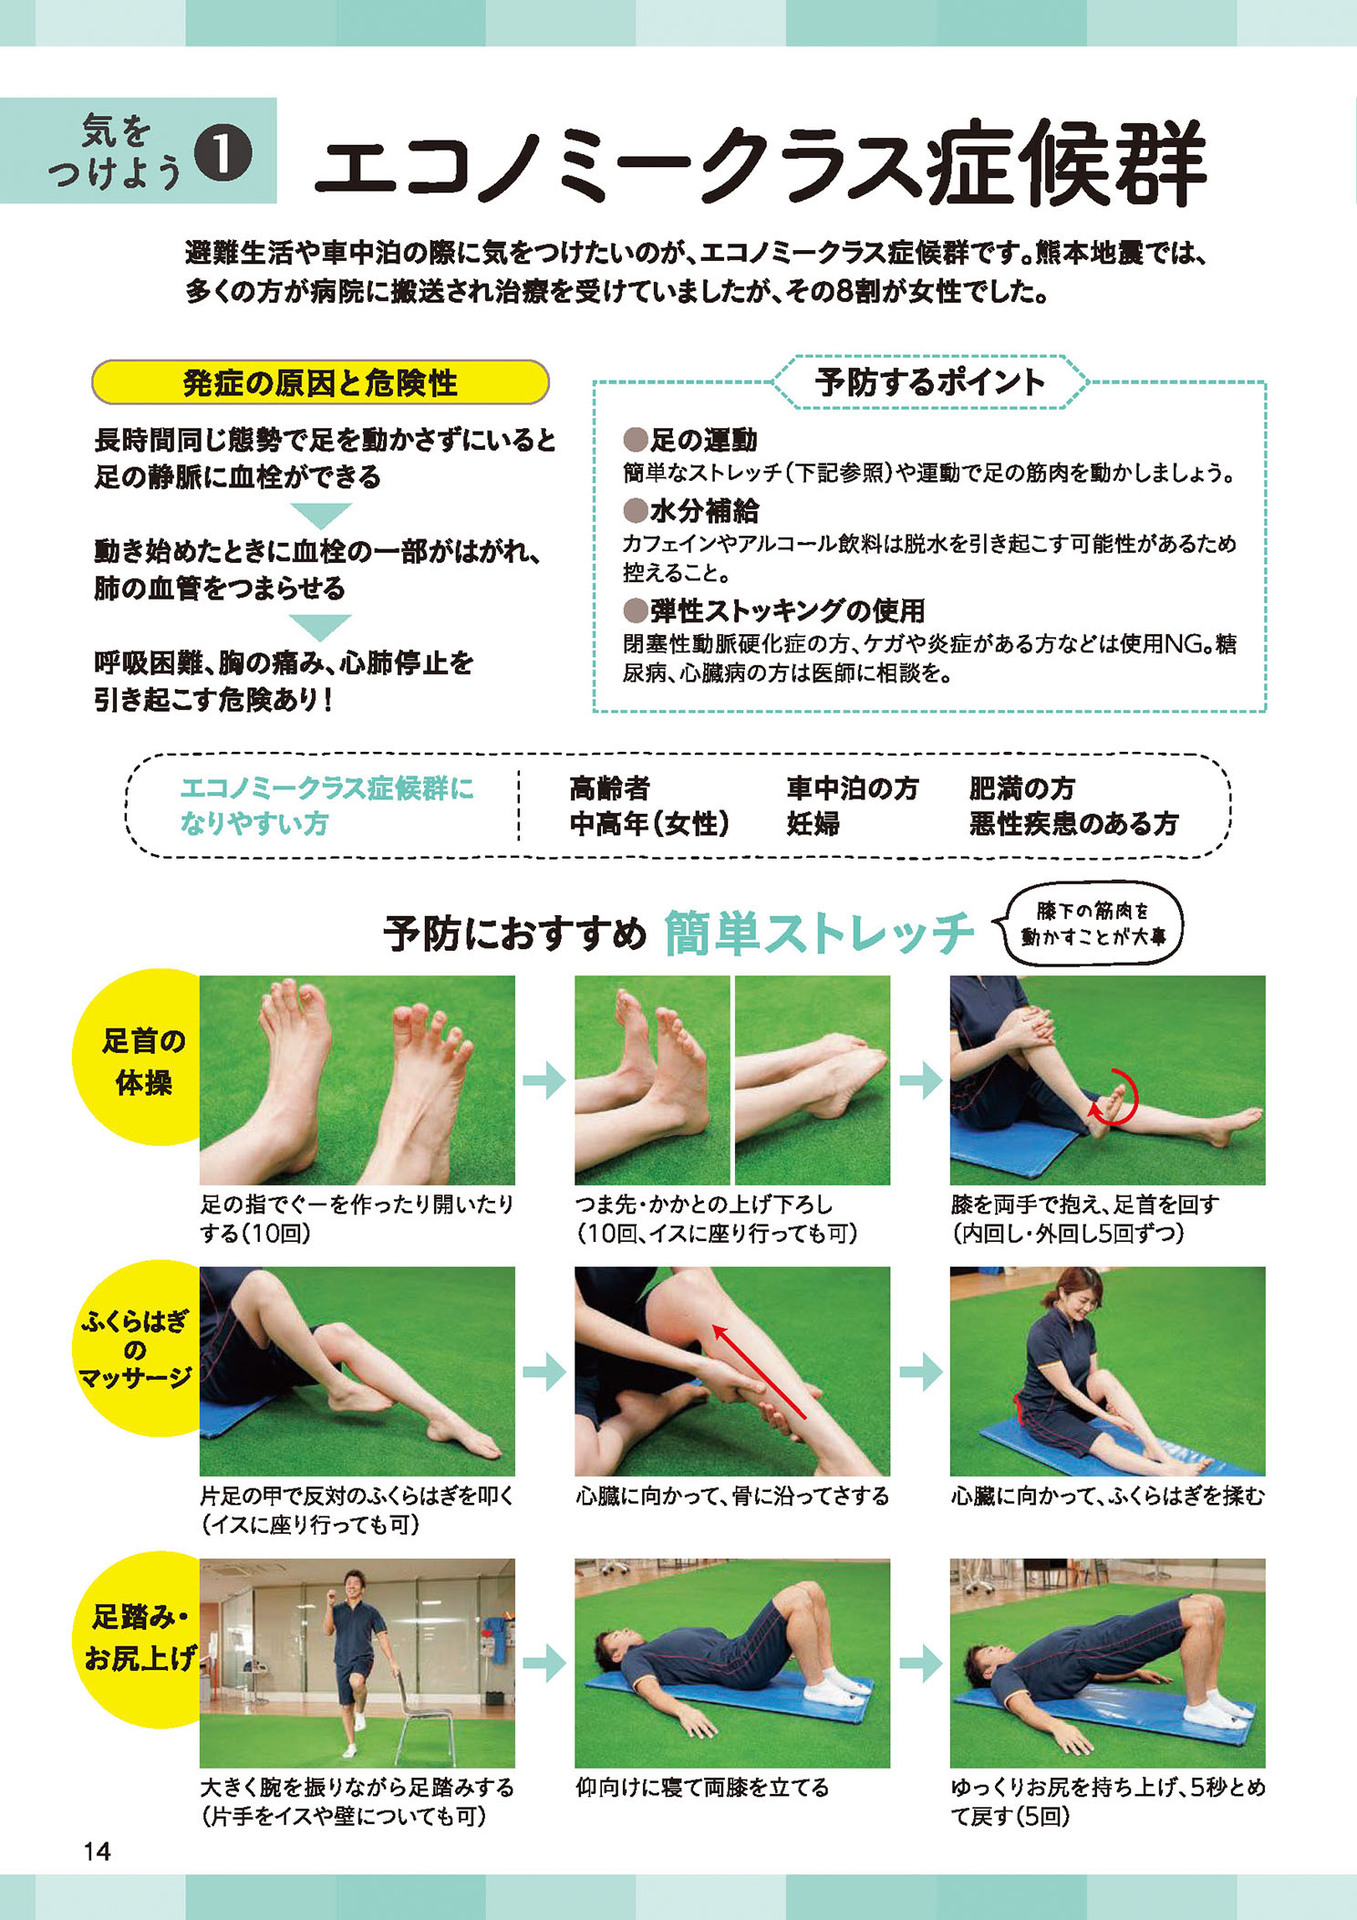 気を
つけよう
1
エコノミークラス症候群
避難生活や車中泊の際に気をつけたいのが、エコノミークラス症候群です。熊本地震では、
多くの方が病院に搬送され治療を受けていましたが、その8割が女性でした。
発症の原因と危険性
長時間同じ態勢で足を動かさずにいると
足の静脈に血栓ができる
動き始めたときに血栓の一部がはがれ、
肺の血管をつまらせる
呼吸困難、胸の痛み、心肺停止を
引き起こす危険あり！
予防するポイント
●足の運動
簡単なストレッチ（下記参照）や運動で足の筋肉を動かしましょう。
●水分補給
カフェインやアルコール飲料は脱水を引き起こす可能性があるため
控えること。
●弾性ストッキングの使用
閉塞性動脈硬化症の方、ケガや炎症がある方などは使用NG。糖
尿病、心臓病の方は医師に相談を。
エコノミークラス症候群に
なりやすい方
高齢者 車中泊の方 肥満の方
中高年（女性） 妊婦 悪性疾患のある方
予防におすすめ 簡単ストレッチ
膝下の筋肉を
動かすことが大事
足首の
体操
足の指でぐーを作ったり開いたり
する（10回）
つま先・かかとの上げ下ろし
（10回、イスに座り行っても可）
膝を両手で抱え、足首を回す
（内回し・外回し5回ずつ）
ふくらはぎ
の
マッサージ
片足の甲で反対のふくらはぎを叩く
（イスに座り行っても可）
心臓に向かって、骨に沿ってさする
心臓に向かって、ふくらはぎを揉む
足踏み・
お尻上げ
大きく腕を振りながら足踏みする
（片手をイスや壁についても可）
仰向けに寝て両膝を立てる
ゆっくりお尻を持ち上げ、5秒とめ
て戻す（5回）
14